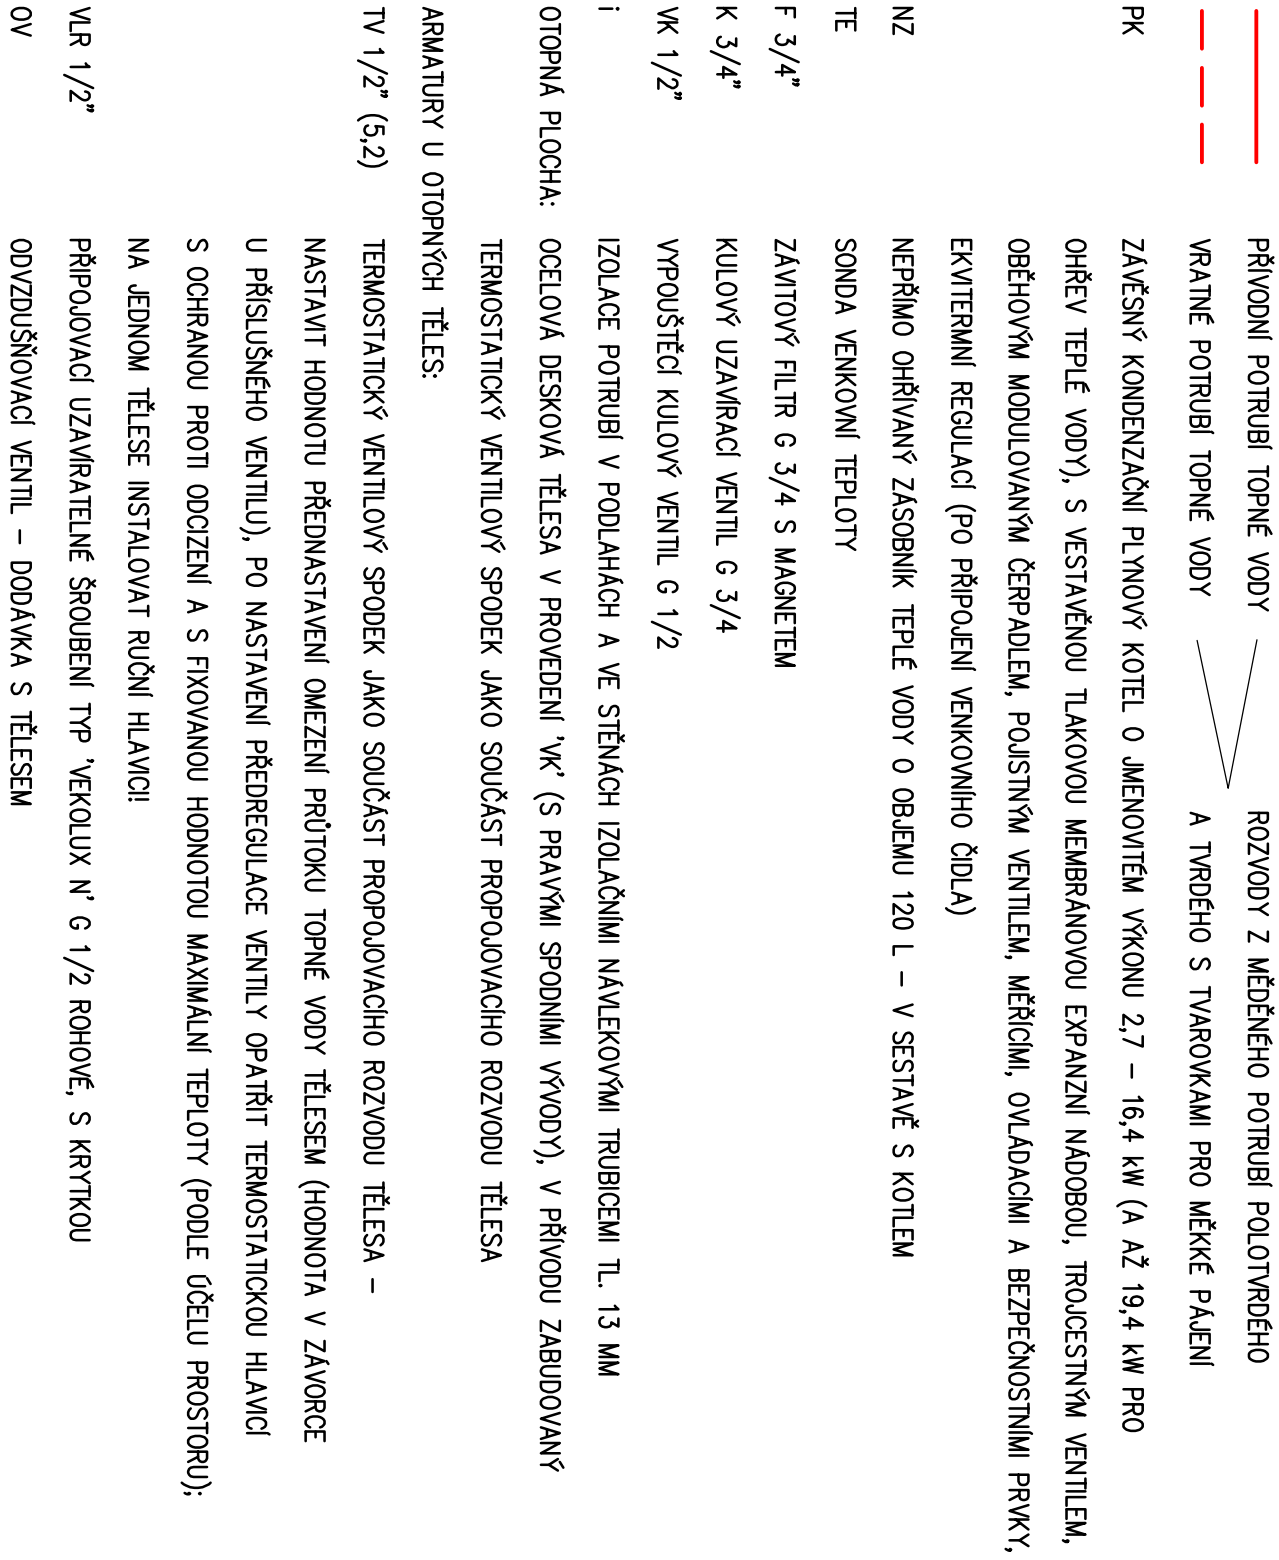 PŘÍVODNÍ POTRUBÍ TOPNÉ VODY ROZVODY Z MĚDĚNÉHO POTRUBÍ POLOTVRDÉHO
VRATNÉ POTRUBÍ TOPNÉ VODY A TVRDÉHO S TVAROVKAMI PRO MĚKKÉ PÁJENÍ
PK ZÁVĚSNÝ KONDENZAČNÍ PLYNOVÝ KOTEL O JMENOVITÉM VÝKONU 2,7 – 16,4 kW (A AŽ 19,4 kW PRO
OHŘEV TEPLÉ VODY), S VESTAVĚNOU TLAKOVOU MEMBRÁNOVOU EXPANZNÍ NÁDOBOU, TROJCESTNÝM VENTILEM,
OBĚHOVÝM MODULOVANÝM ČERPADLEM, POJISTNÝM VENTILEM, MĚŘÍCÍMI, OVLÁDACÍMI A BEZPEČNOSTNÍMI PRVKY,
EKVITERMNÍ REGULACÍ (PO PŘIPOJENÍ VENKOVNÍHO ČIDLA)
NZ NEPŘÍMO OHŘÍVANÝ ZÁSOBNÍK TEPLÉ VODY O OBJEMU 120 L – V SESTAVĚ S KOTLEM
TE SONDA VENKOVNÍ TEPLOTY
F 3/4" ZÁVITOVÝ FILTR G 3/4 S MAGNETEM
K 3/4" KULOVÝ UZAVÍRACÍ VENTIL G 3/4
VK 1/2" VYPOUŠTĚCÍ KULOVÝ VENTIL G 1/2
i IZOLACE POTRUBÍ V PODLAHÁCH A VE STĚNÁCH IZOLAČNÍMI NÁVLEKOVÝMI TRUBICEMI TL. 13 MM
OTOPNÁ PLOCHA: OCELOVÁ DESKOVÁ TĚLESA V PROVEDENÍ 'VK' (S PRAVÝMI SPODNÍMI VÝVODY), V PŘÍVODU ZABUDOVANÝ
TERMOSTATICKÝ VENTILOVÝ SPODEK JAKO SOUČÁST PROPOJOVACÍHO ROZVODU TĚLESA
ARMATURY U OTOPNÝCH TĚLES:
TV 1/2" (5,2) TERMOSTATICKÝ VENTILOVÝ SPODEK JAKO SOUČÁST PROPOJOVACÍHO ROZVODU TĚLESA –
NASTAVIT HODNOTU PŘEDNASTAVENÍ OMEZENÍ PRŮTOKU TOPNÉ VODY TĚLESEM (HODNOTA V ZÁVORCE
U PŘÍSLUŠNÉHO VENTILU), PO NASTAVENÍ PŘEDREGULACE VENTILY OPATŘIT TERMOSTATICKOU HLAVICÍ
S OCHRANOU PROTI ODCIZENÍ A S FIXOVANOU HODNOTOU MAXIMÁLNÍ TEPLOTY (PODLE ÚČELU PROSTORU);
NA JEDNOM TĚLESE INSTALOVAT RUČNÍ HLAVICI!
VLR 1/2" PŘIPOJOVACÍ UZAVÍRATELNÉ ŠROUBENÍ TYP 'VEKOLUX N' G 1/2 ROHOVÉ, S KRYTKOU
OV ODVZDUŠŇOVACÍ VENTIL – DODÁVKA S TĚLESEM